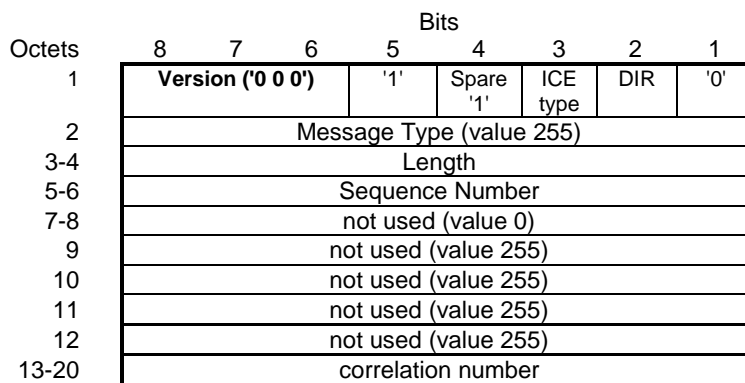 Bits
Octets 8 7 6 5 4 3 2 1
1 Version ('0 0 0') '1' Spare '1' ICE type DIR '0'
2 Message Type (value 255)
3-4 Length
5-6 Sequence Number
7-8 not used (value 0)
9 not used (value 255)
10 not used (value 255)
11 not used (value 255)
12 not used (value 255)
13-20 correlation number